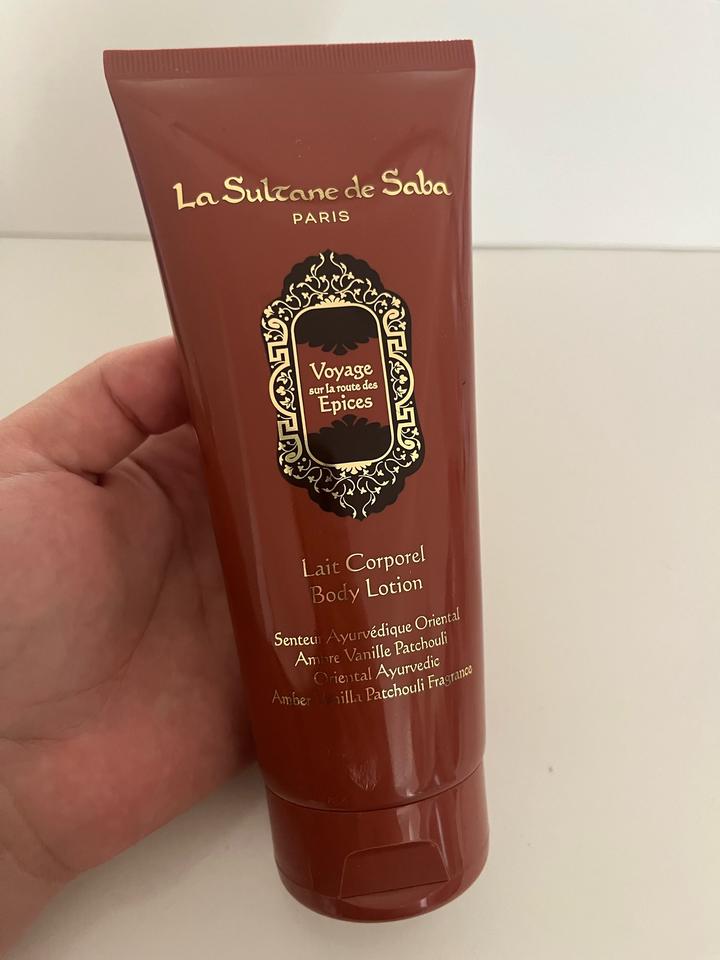 La Sultane de Saba
PARIS
Voyage
sur la route des
Epices
Lait Corporel
Body Lotion
Senteur Ayurvédique Oriental
Ambre Vanille Patchouli
Oriental Ayurvedic
Amber Vanilla Patchouli Fragrance